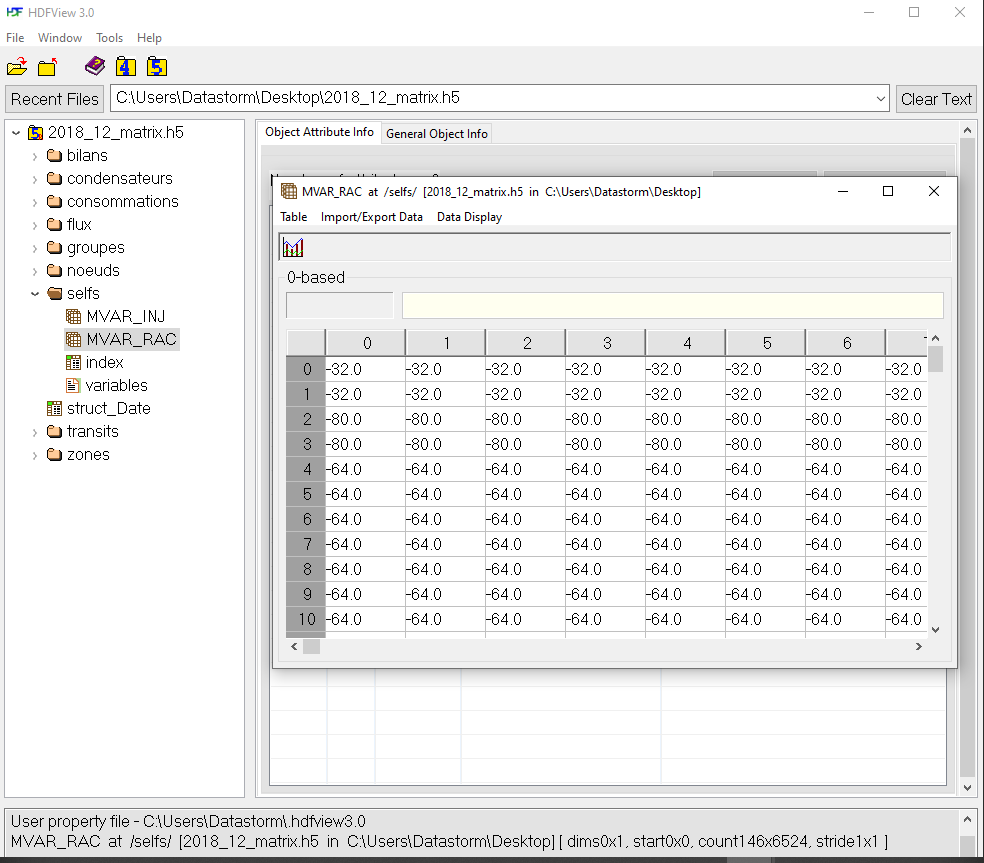 HDF HDFView 3.0
File Window Tools Help
4 5
Recent Files C:\Users\Datastorm\Desktop\2018_12_matrix.h5 Clear Text
5 2018_12_matrix.h5
bilans
condensateurs
consommations
flux
groupes
noeuds
selfs
MVAR_INJ
MVAR_RAC
index
variables
struct_Date
transits
zones
Object Attribute Info General Object Info
MVAR_RAC at /selfs/ [2018_12_matrix.h5 in C:\Users\Datastorm\Desktop]
Table Import/Export Data Data Display
0-based
0 1 2 3 4 5 6
0 -32.0 -32.0 -32.0 -32.0 -32.0 -32.0 -32.0 -32.0
1 -32.0 -32.0 -32.0 -32.0 -32.0 -32.0 -32.0 -32.0
2 -80.0 -80.0 -80.0 -80.0 -80.0 -80.0 -80.0 -80.0
3 -80.0 -80.0 -80.0 -80.0 -80.0 -80.0 -80.0 -80.0
4 -64.0 -64.0 -64.0 -64.0 -64.0 -64.0 -64.0 -64.0
5 -64.0 -64.0 -64.0 -64.0 -64.0 -64.0 -64.0 -64.0
6 -64.0 -64.0 -64.0 -64.0 -64.0 -64.0 -64.0 -64.0
7 -64.0 -64.0 -64.0 -64.0 -64.0 -64.0 -64.0 -64.0
8 -64.0 -64.0 -64.0 -64.0 -64.0 -64.0 -64.0 -64.0
9 -64.0 -64.0 -64.0 -64.0 -64.0 -64.0 -64.0 -64.0
10 -64.0 -64.0 -64.0 -64.0 -64.0 -64.0 -64.0 -64.0
User property file - C:\Users\Datastorm\.hdfview3.0
MVAR_RAC at /selfs/ [2018_12_matrix.h5 in C:\Users\Datastorm\Desktop] [ dims0x1, start0x0, count146x6524, stride1x1 ]